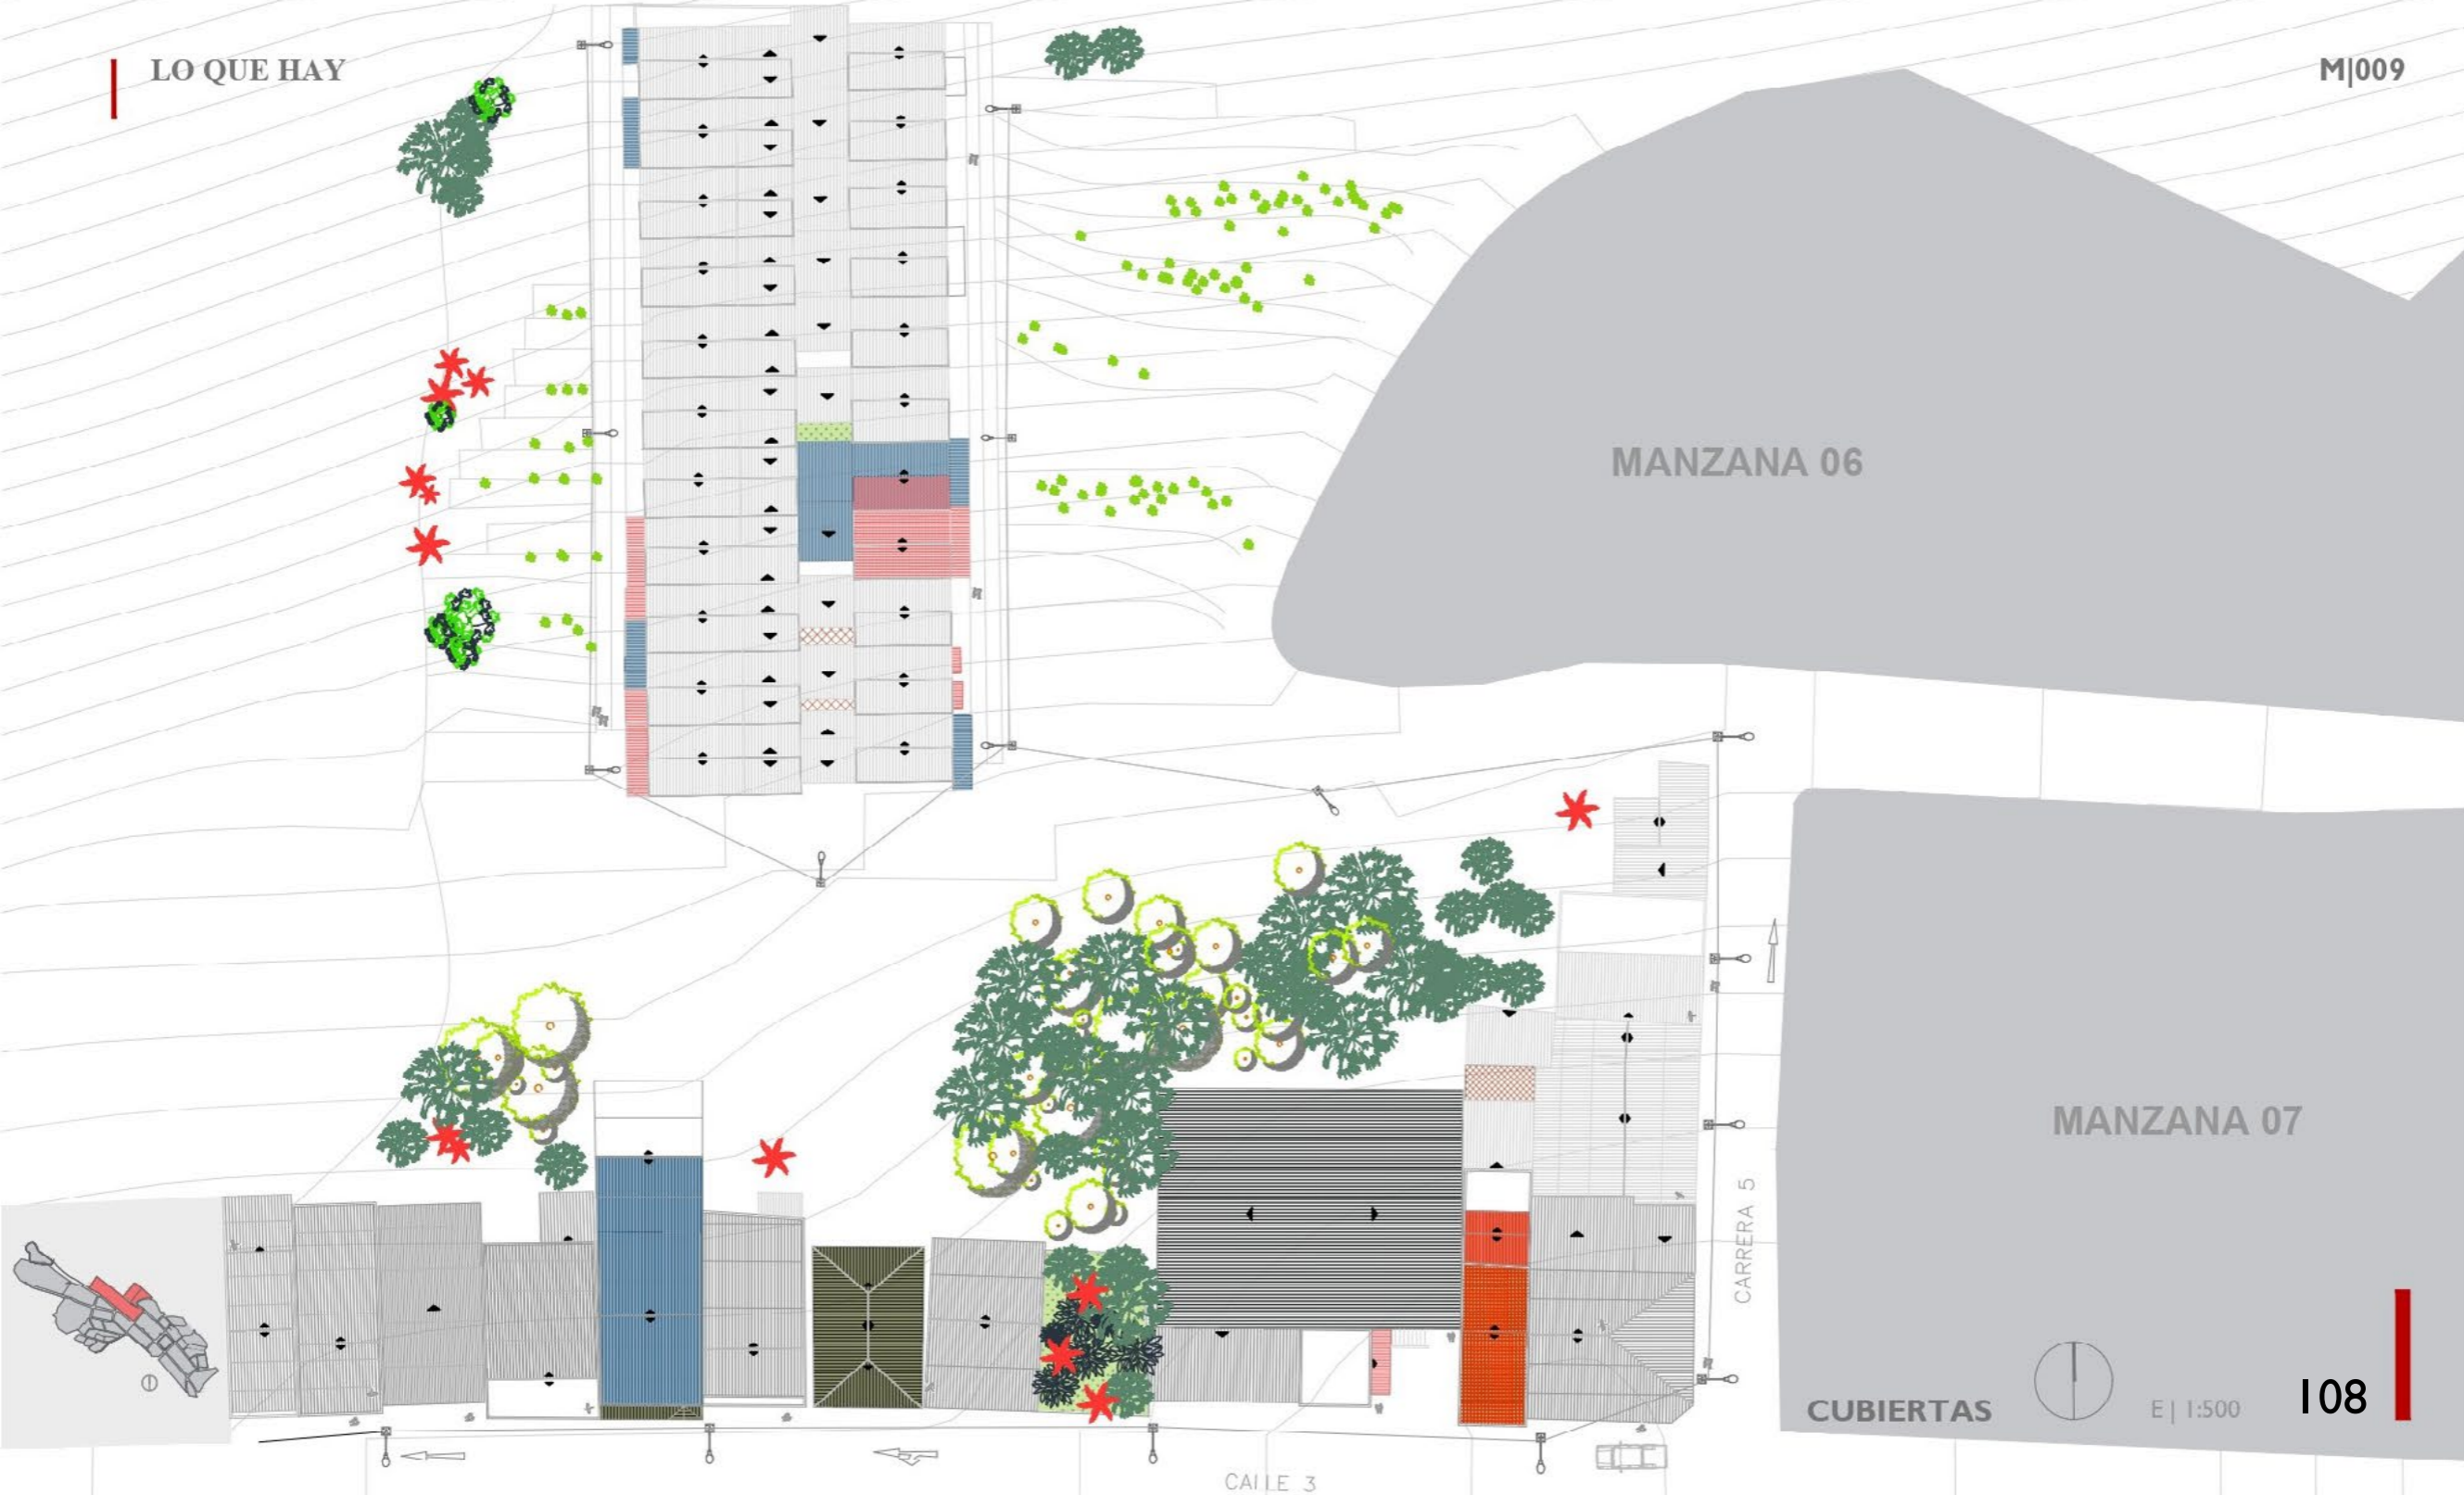 LO QUE HAY
M|009
MANZANA 06
MANZANA 07
CARRERA 5
CUBIERTAS
E | 1:500
108
CALLE 3